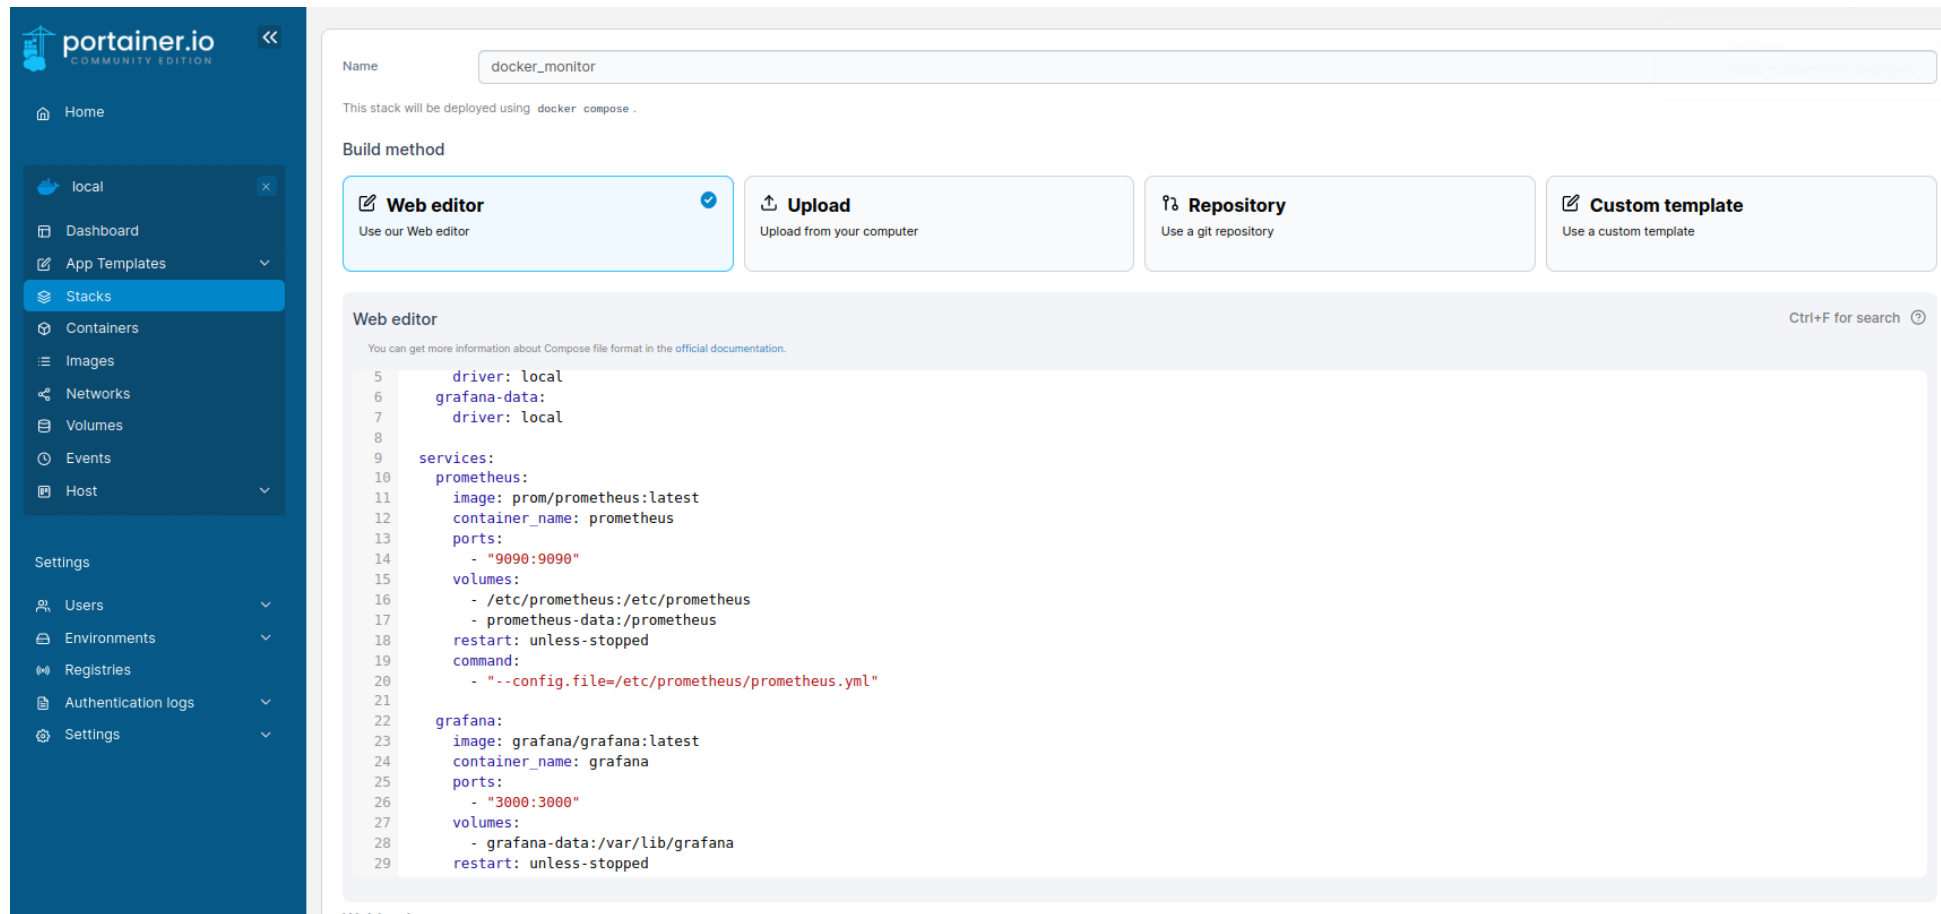 portainer.io
COMMUNITY EDITION
Home
local
Dashboard
App Templates
Stacks
Containers
Images
Networks
Volumes
Events
Host
Settings
Users
Environments
Registries
Authentication logs
Settings
Name
docker_monitor
This stack will be deployed using docker compose .
Build method
Web editor
Use our Web editor
Upload
Upload from your computer
Repository
Use a git repository
Custom template
Use a custom template
Web editor
Ctrl+F for search
You can get more information about Compose file format in the official documentation.
5 driver: local
6 grafana-data:
7 driver: local
8
9 services:
10 prometheus:
11 image: prom/prometheus:latest
12 container_name: prometheus
13 ports:
14 - "9090:9090"
15 volumes:
16 - /etc/prometheus:/etc/prometheus
17 - prometheus-data:/prometheus
18 restart: unless-stopped
19 command:
20 - "--config.file=/etc/prometheus/prometheus.yml"
21
22 grafana:
23 image: grafana/grafana:latest
24 container_name: grafana
25 ports:
26 - "3000:3000"
27 volumes:
28 - grafana-data:/var/lib/grafana
29 restart: unless-stopped